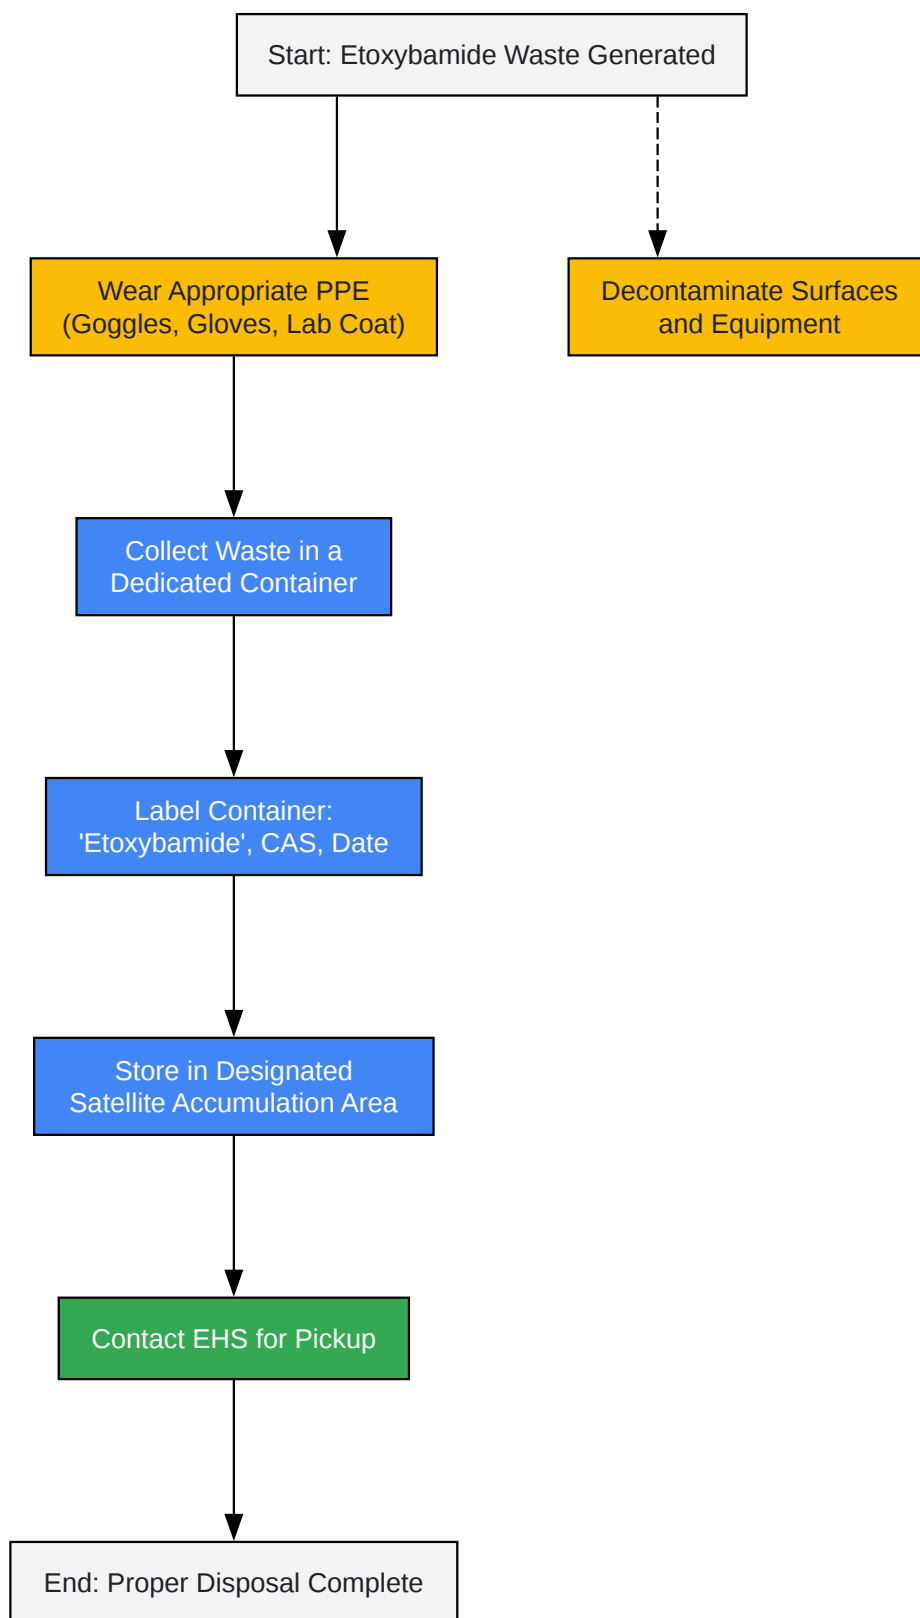 Start: Etoxybamide Waste Generated
Wear Appropriate PPE
(Goggles, Gloves, Lab Coat)
Decontaminate Surfaces
and Equipment
Collect Waste in a
Dedicated Container
Label Container:
'Etoxybamide', CAS, Date
Store in Designated
Satellite Accumulation Area
Contact EHS for Pickup
End: Proper Disposal Complete